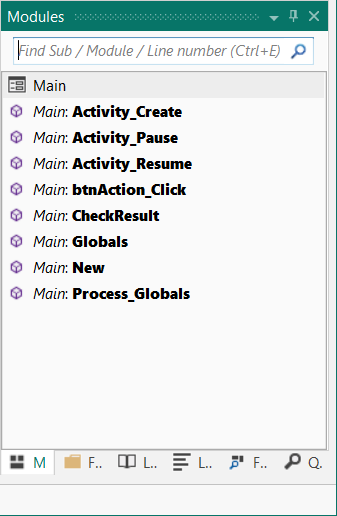 Modules
Find Sub / Module / Line number (Ctrl+E)
Main
Main: Activity_Create
Main: Activity_Pause
Main: Activity_Resume
Main: btnAction_Click
Main: CheckResult
Main: Globals
Main: New
Main: Process_Globals
M F.. L.. L.. F.. Q.